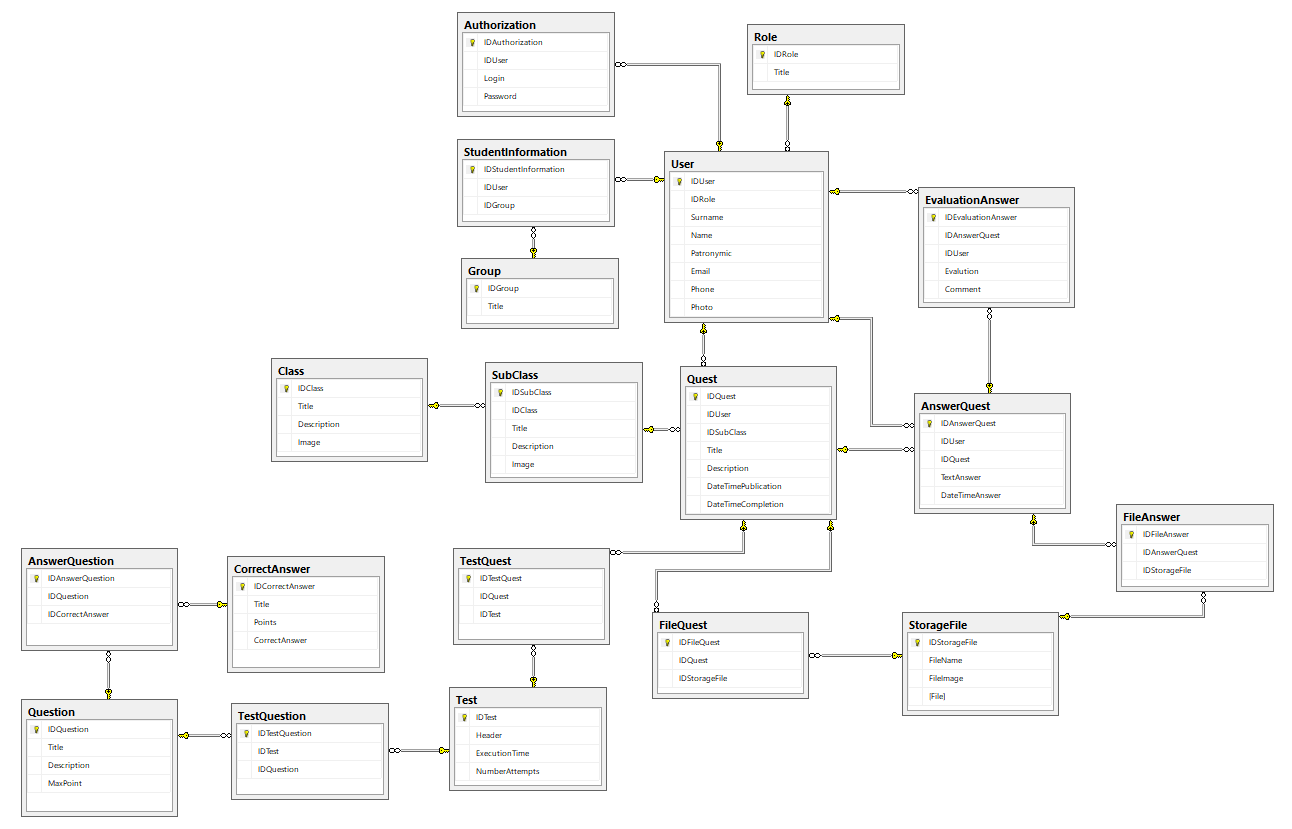 Authorization
IDAuthorization
IDUser
Login
Password
Role
IDRole
Title
StudentInformation
IDStudentInformation
IDUser
IDGroup
User
IDUser
IDRole
Surname
Name
Patronymic
Email
Phone
Photo
EvaluationAnswer
IDEvaluationAnswer
IDAnswerQuest
IDUser
Evalution
Comment
Group
IDGroup
Title
Class
IDClass
Title
Description
Image
SubClass
IDSubClass
IDClass
Title
Description
Image
Quest
IDQuest
IDUser
IDSubClass
Title
Description
DateTimePublication
DateTimeCompletion
AnswerQuest
IDAnswerQuest
IDUser
IDQuest
TextAnswer
DateTimeAnswer
FileAnswer
IDFileAnswer
IDAnswerQuest
IDStorageFile
AnswerQuestion
IDAnswerQuestion
IDQuestion
IDCorrectAnswer
CorrectAnswer
IDCorrectAnswer
Title
Points
CorrectAnswer
TestQuest
IDTestQuest
IDQuest
IDTest
FileQuest
IDFileQuest
IDQuest
IDStorageFile
StorageFile
IDStorageFile
FileName
FileImage
[File]
Question
IDQuestion
Title
Description
MaxPoint
TestQuestion
IDTestQuestion
IDTest
IDQuestion
Test
IDTest
Header
ExecutionTime
NumberAttempts